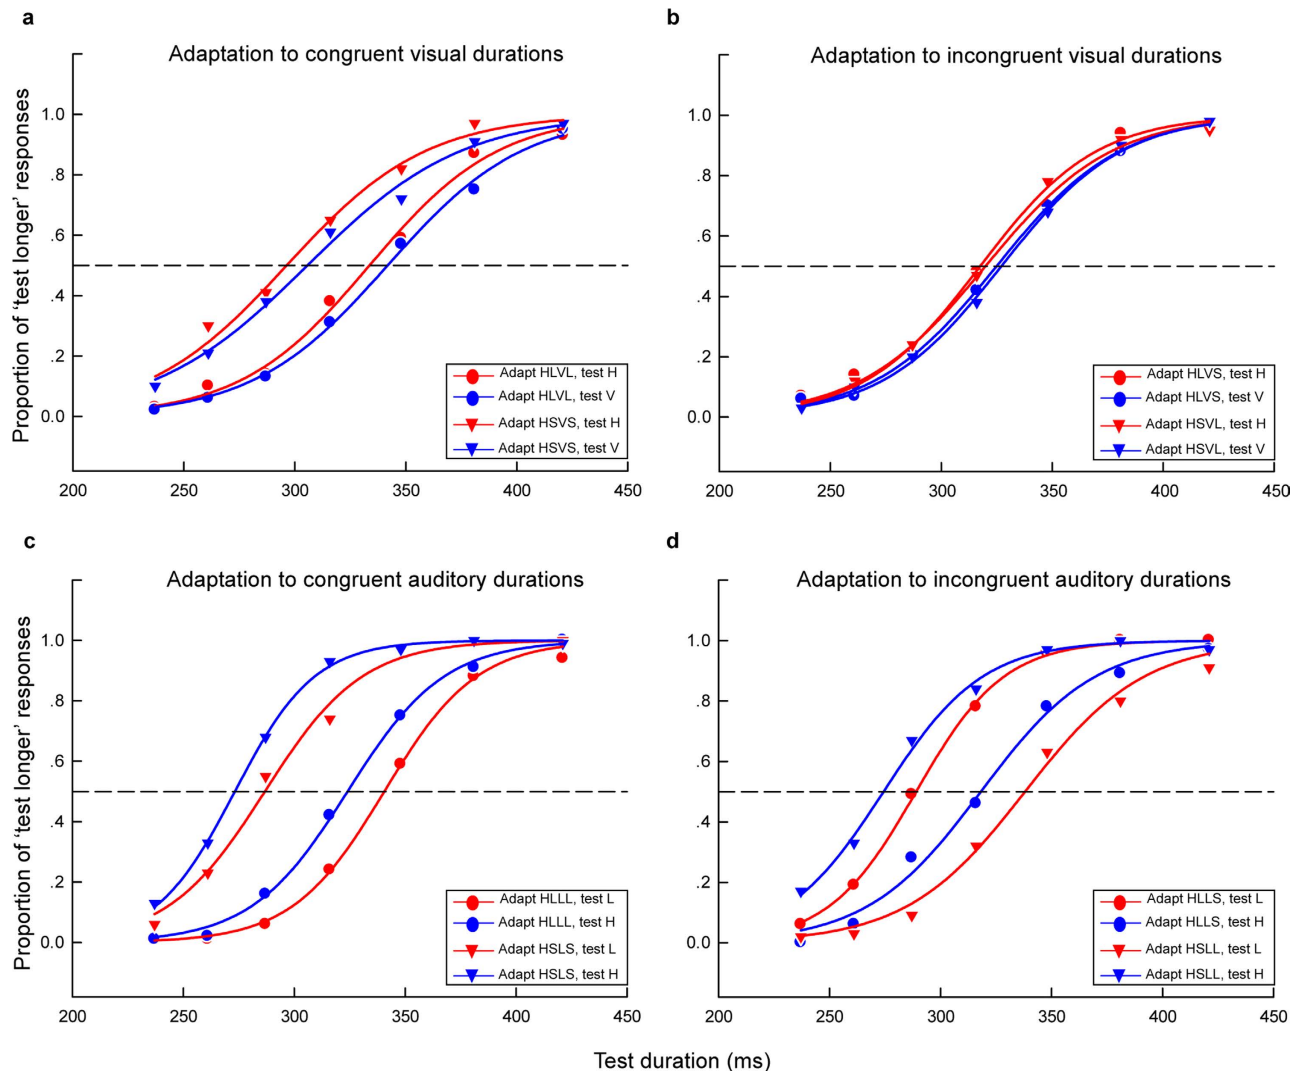 a
Adaptation to congruent visual durations
Proportion of ‘test longer’ responses
1.0
.8
.6
.4
.2
0.0
Adapt HLVL, test H
Adapt HLVL, test V
Adapt HSVS, test H
Adapt HSVS, test V
200 250 300 350 400 450
b
Adaptation to incongruent visual durations
1.0
.8
.6
.4
.2
0.0
Adapt HLVS, test H
Adapt HLVS, test V
Adapt HSVL, test H
Adapt HSVL, test V
200 250 300 350 400 450
c
Adaptation to congruent auditory durations
Proportion of ‘test longer’ responses
1.0
.8
.6
.4
.2
0.0
Adapt HLLL, test L
Adapt HLLL, test H
Adapt HSLS, test L
Adapt HSLS, test H
200 250 300 350 400 450
d
Adaptation to incongruent auditory durations
1.0
.8
.6
.4
.2
0.0
Adapt HLLS, test L
Adapt HLLS, test H
Adapt HSLL, test L
Adapt HSLL, test H
200 250 300 350 400 450
Test duration (ms)